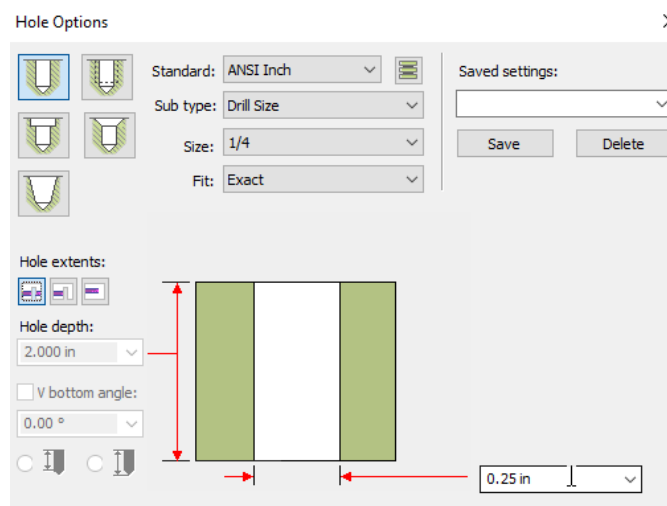 Hole Options
Standard: ANSI Inch
Saved settings:
Sub type: Drill Size
Size: 1/4
Save Delete
Fit: Exact
Hole extents:
Hole depth:
2.000 in
V bottom angle:
0.00 °
0.25 in